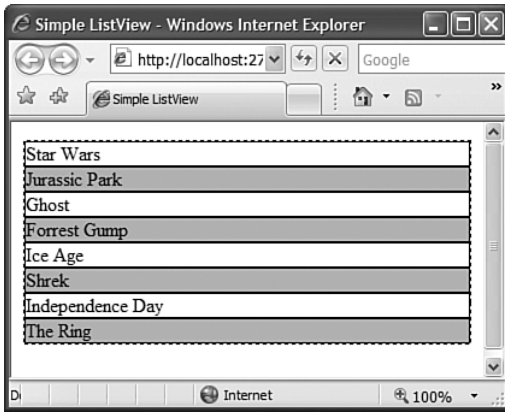 Simple ListView - Windows Internet Explorer
http://localhost:27
Google
Simple ListView
»
Star Wars
Jurassic Park
Ghost
Forrest Gump
Ice Age
Shrek
Independence Day
The Ring
Internet
100%